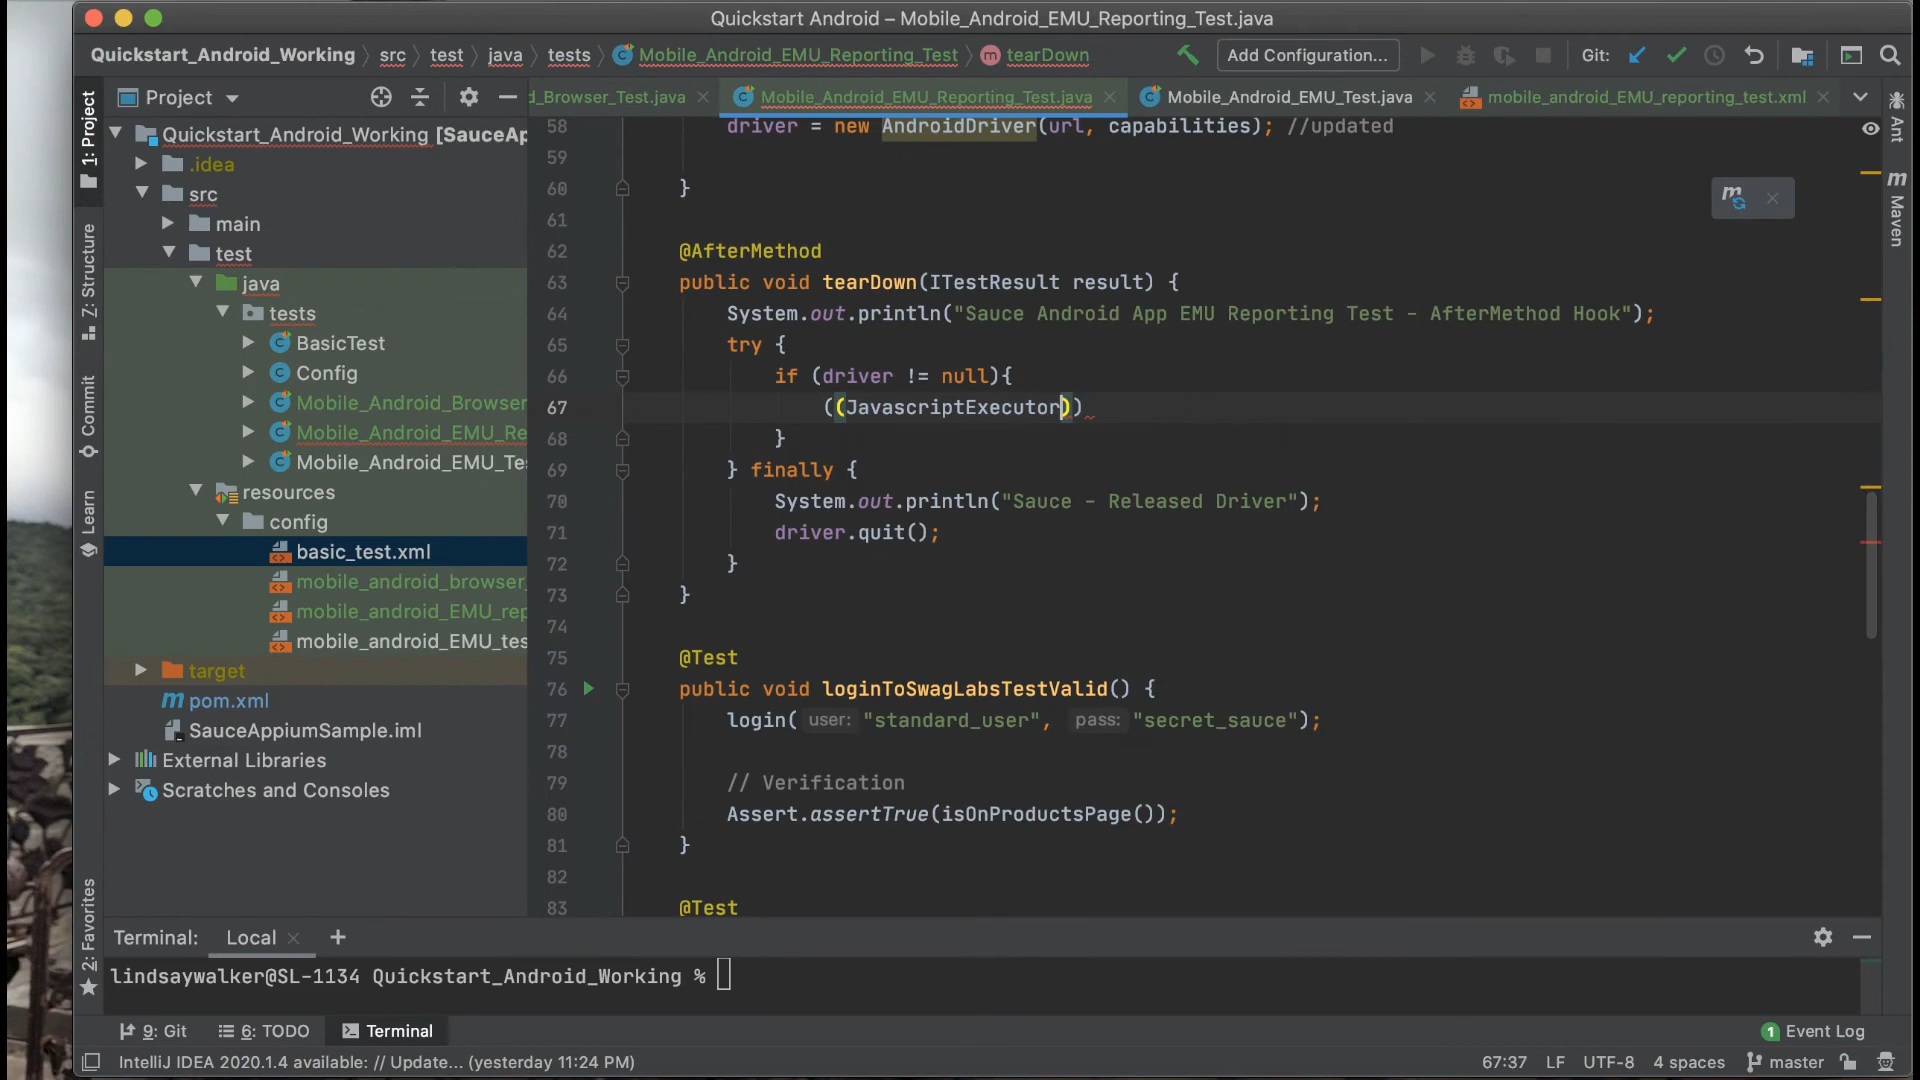 Quickstart Android – Mobile_Android_EMU_Reporting_Test.java
Quickstart_Android_Working src test java tests Mobile_Android_EMU_Reporting_Test m tearDown Add Configuration... Git:
Project
d_Browser_Test.java Mobile_Android_EMU_Reporting_Test.java Mobile_Android_EMU_Test.java mobile_android_EMU_reporting_test.xml
1: Project
Z: Structure
Commit
Learn
2: Favorites
Ant
m Maven
Quickstart_Android_Working [SauceAp
.idea
src
main
test
java
tests
BasicTest
Config
Mobile_Android_Browser
Mobile_Android_EMU_Re
Mobile_Android_EMU_Te
resources
config
basic_test.xml
mobile_android_browser
mobile_android_EMU_rep
mobile_android_EMU_tes
target
pom.xml
SauceAppiumSample.iml
External Libraries
Scratches and Consoles
58 driver = new AndroidDriver(url, capabilities); //updated
59
60 }
61
62 @AfterMethod
63 public void tearDown(ITestResult result) {
64 System.out.println("Sauce Android App EMU Reporting Test - AfterMethod Hook");
65 try {
66 if (driver != null){
67 ((JavascriptExecutor))
68 }
69 } finally {
70 System.out.println("Sauce - Released Driver");
71 driver.quit();
72 }
73 }
74
75 @Test
76 public void loginToSwagLabsTestValid() {
77 login( user: "standard_user", pass: "secret_sauce");
78
79 // Verification
80 Assert.assertTrue(isOnProductsPage());
81 }
82
83 @Test
Terminal: Local +
lindsaywalker@SL-1134 Quickstart_Android_Working %
9: Git 6: TODO Terminal 1 Event Log
IntelliJ IDEA 2020.1.4 available: // Update... (yesterday 11:24 PM) 67:37 LF UTF-8 4 spaces master